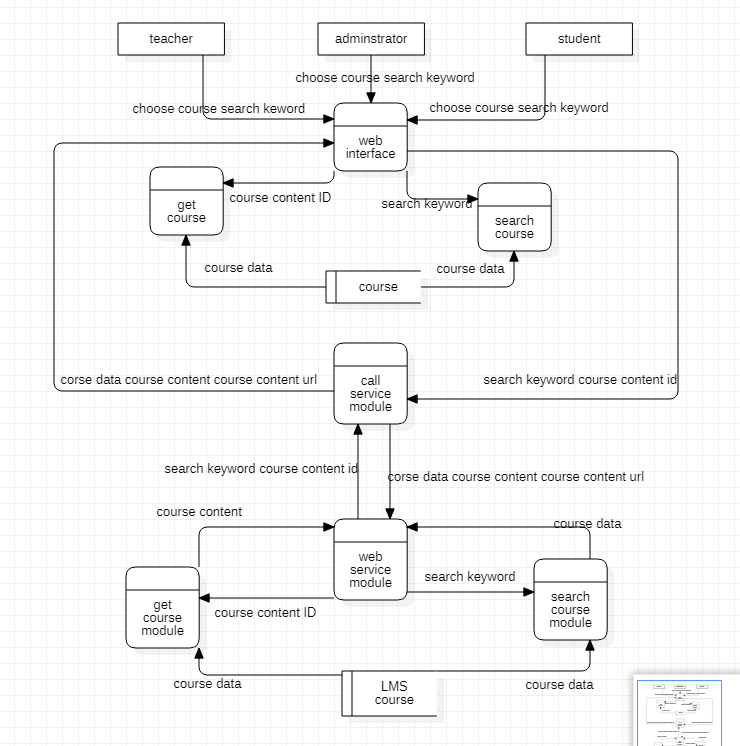 teacher
adminstrator
student
choose course search keyword
choose course search keword
choose course search keyword
web
interface
course content ID
get
course
search keyword
search
course
course data
course data
course
corse data course content course content url
call
service
module
search keyword course content id
search keyword course content id
corse data course content course content url
course content
course data
web
service
module
search keyword
get
course
module
course content ID
search
course
module
course data
LMS
course
course data